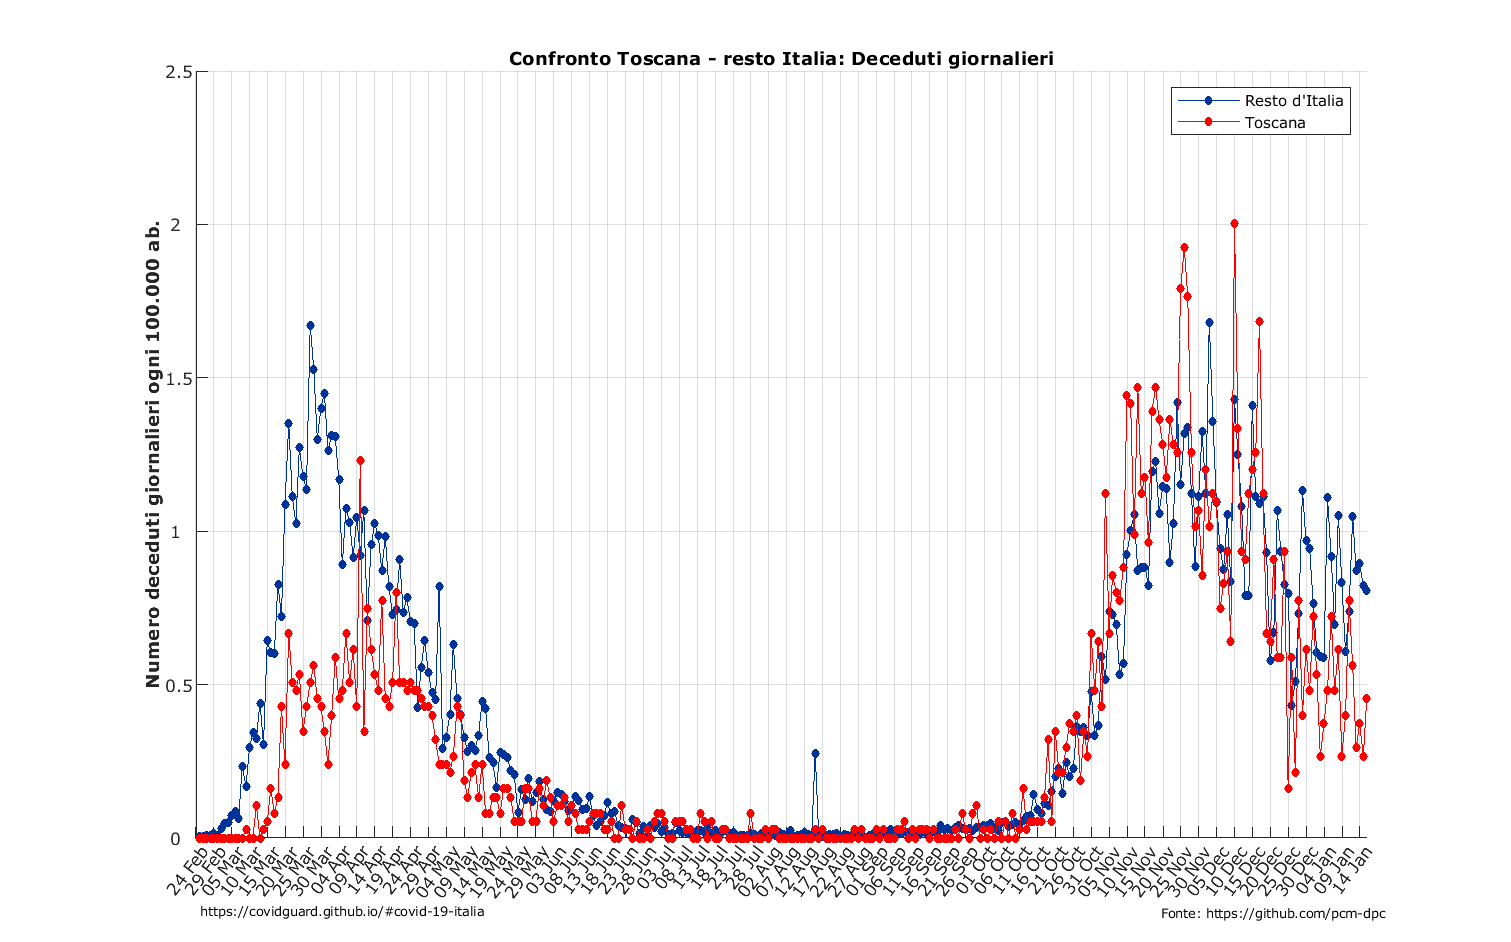 Confronto Toscana - resto Italia: Deceduti giornalieri
Resto d'Italia
Toscana
Numero deceduti giornalieri ogni 100.000 ab.
2.5
2
1.5
1
0.5
0
24 Feb
29 Feb
05 Mar
10 Mar
15 Mar
20 Mar
25 Mar
30 Mar
04 Apr
09 Apr
14 Apr
19 Apr
24 Apr
29 Apr
04 May
09 May
14 May
19 May
24 May
29 May
03 Jun
08 Jun
13 Jun
18 Jun
23 Jun
28 Jun
03 Jul
08 Jul
13 Jul
18 Jul
23 Jul
28 Jul
02 Aug
07 Aug
12 Aug
17 Aug
22 Aug
27 Aug
01 Sep
06 Sep
11 Sep
16 Sep
21 Sep
26 Sep
01 Oct
06 Oct
11 Oct
16 Oct
21 Oct
26 Oct
31 Oct
05 Nov
10 Nov
15 Nov
20 Nov
25 Nov
30 Nov
05 Dec
10 Dec
15 Dec
20 Dec
25 Dec
30 Dec
04 Jan
09 Jan
14 Jan
https://covidguard.github.io/#covid-19-italia
Fonte: https://github.com/pcm-dpc